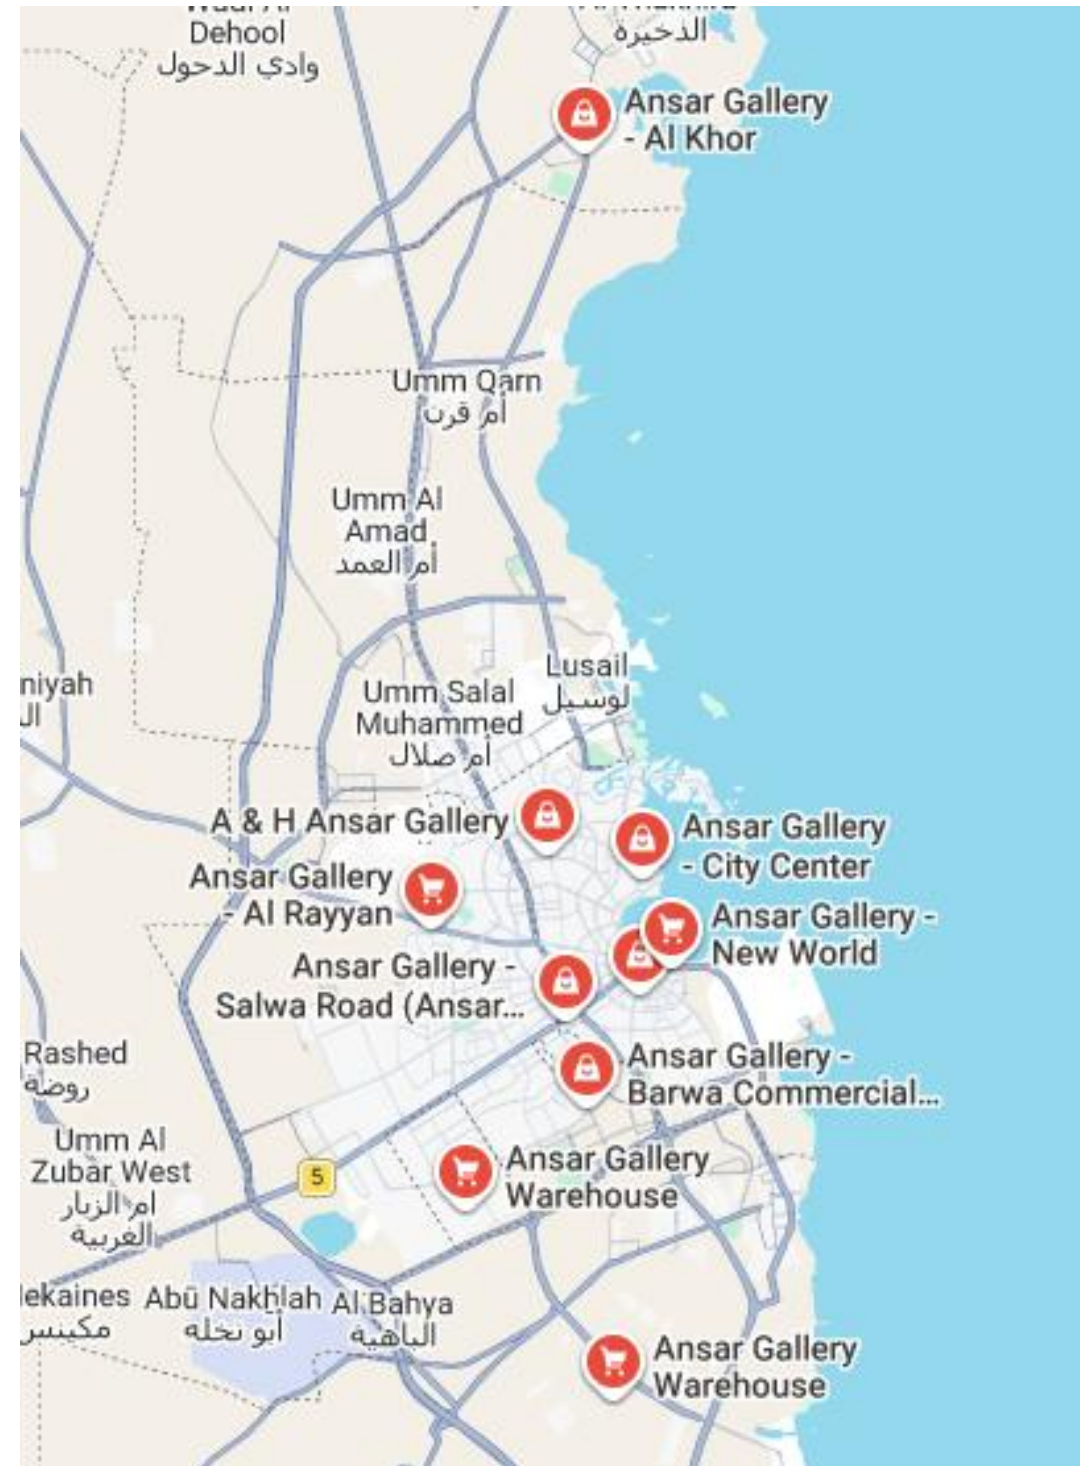 Dehool
وادي الدحول
الذخيرة
Ansar Gallery
- Al Khor
Umm Qarn
أم قرن
Umm Al
Amad
أم العمد
Lusail
لوسيل
niyah
Umm Salal
Muhammed
أم صلال
A & H Ansar Gallery
Ansar Gallery
- City Center
Ansar Gallery
- Al Rayyan
Ansar Gallery -
New World
Ansar Gallery -
Salwa Road (Ansar...
Rashed
روضة
Ansar Gallery -
Barwa Commercial...
Umm Al
Zubar West
ام الزبار
الغربية
5
Ansar Gallery
Warehouse
ekaines
مكينس
Abū Nakhlah
أبو نخلة
Al Bahya
الباهية
Ansar Gallery
Warehouse